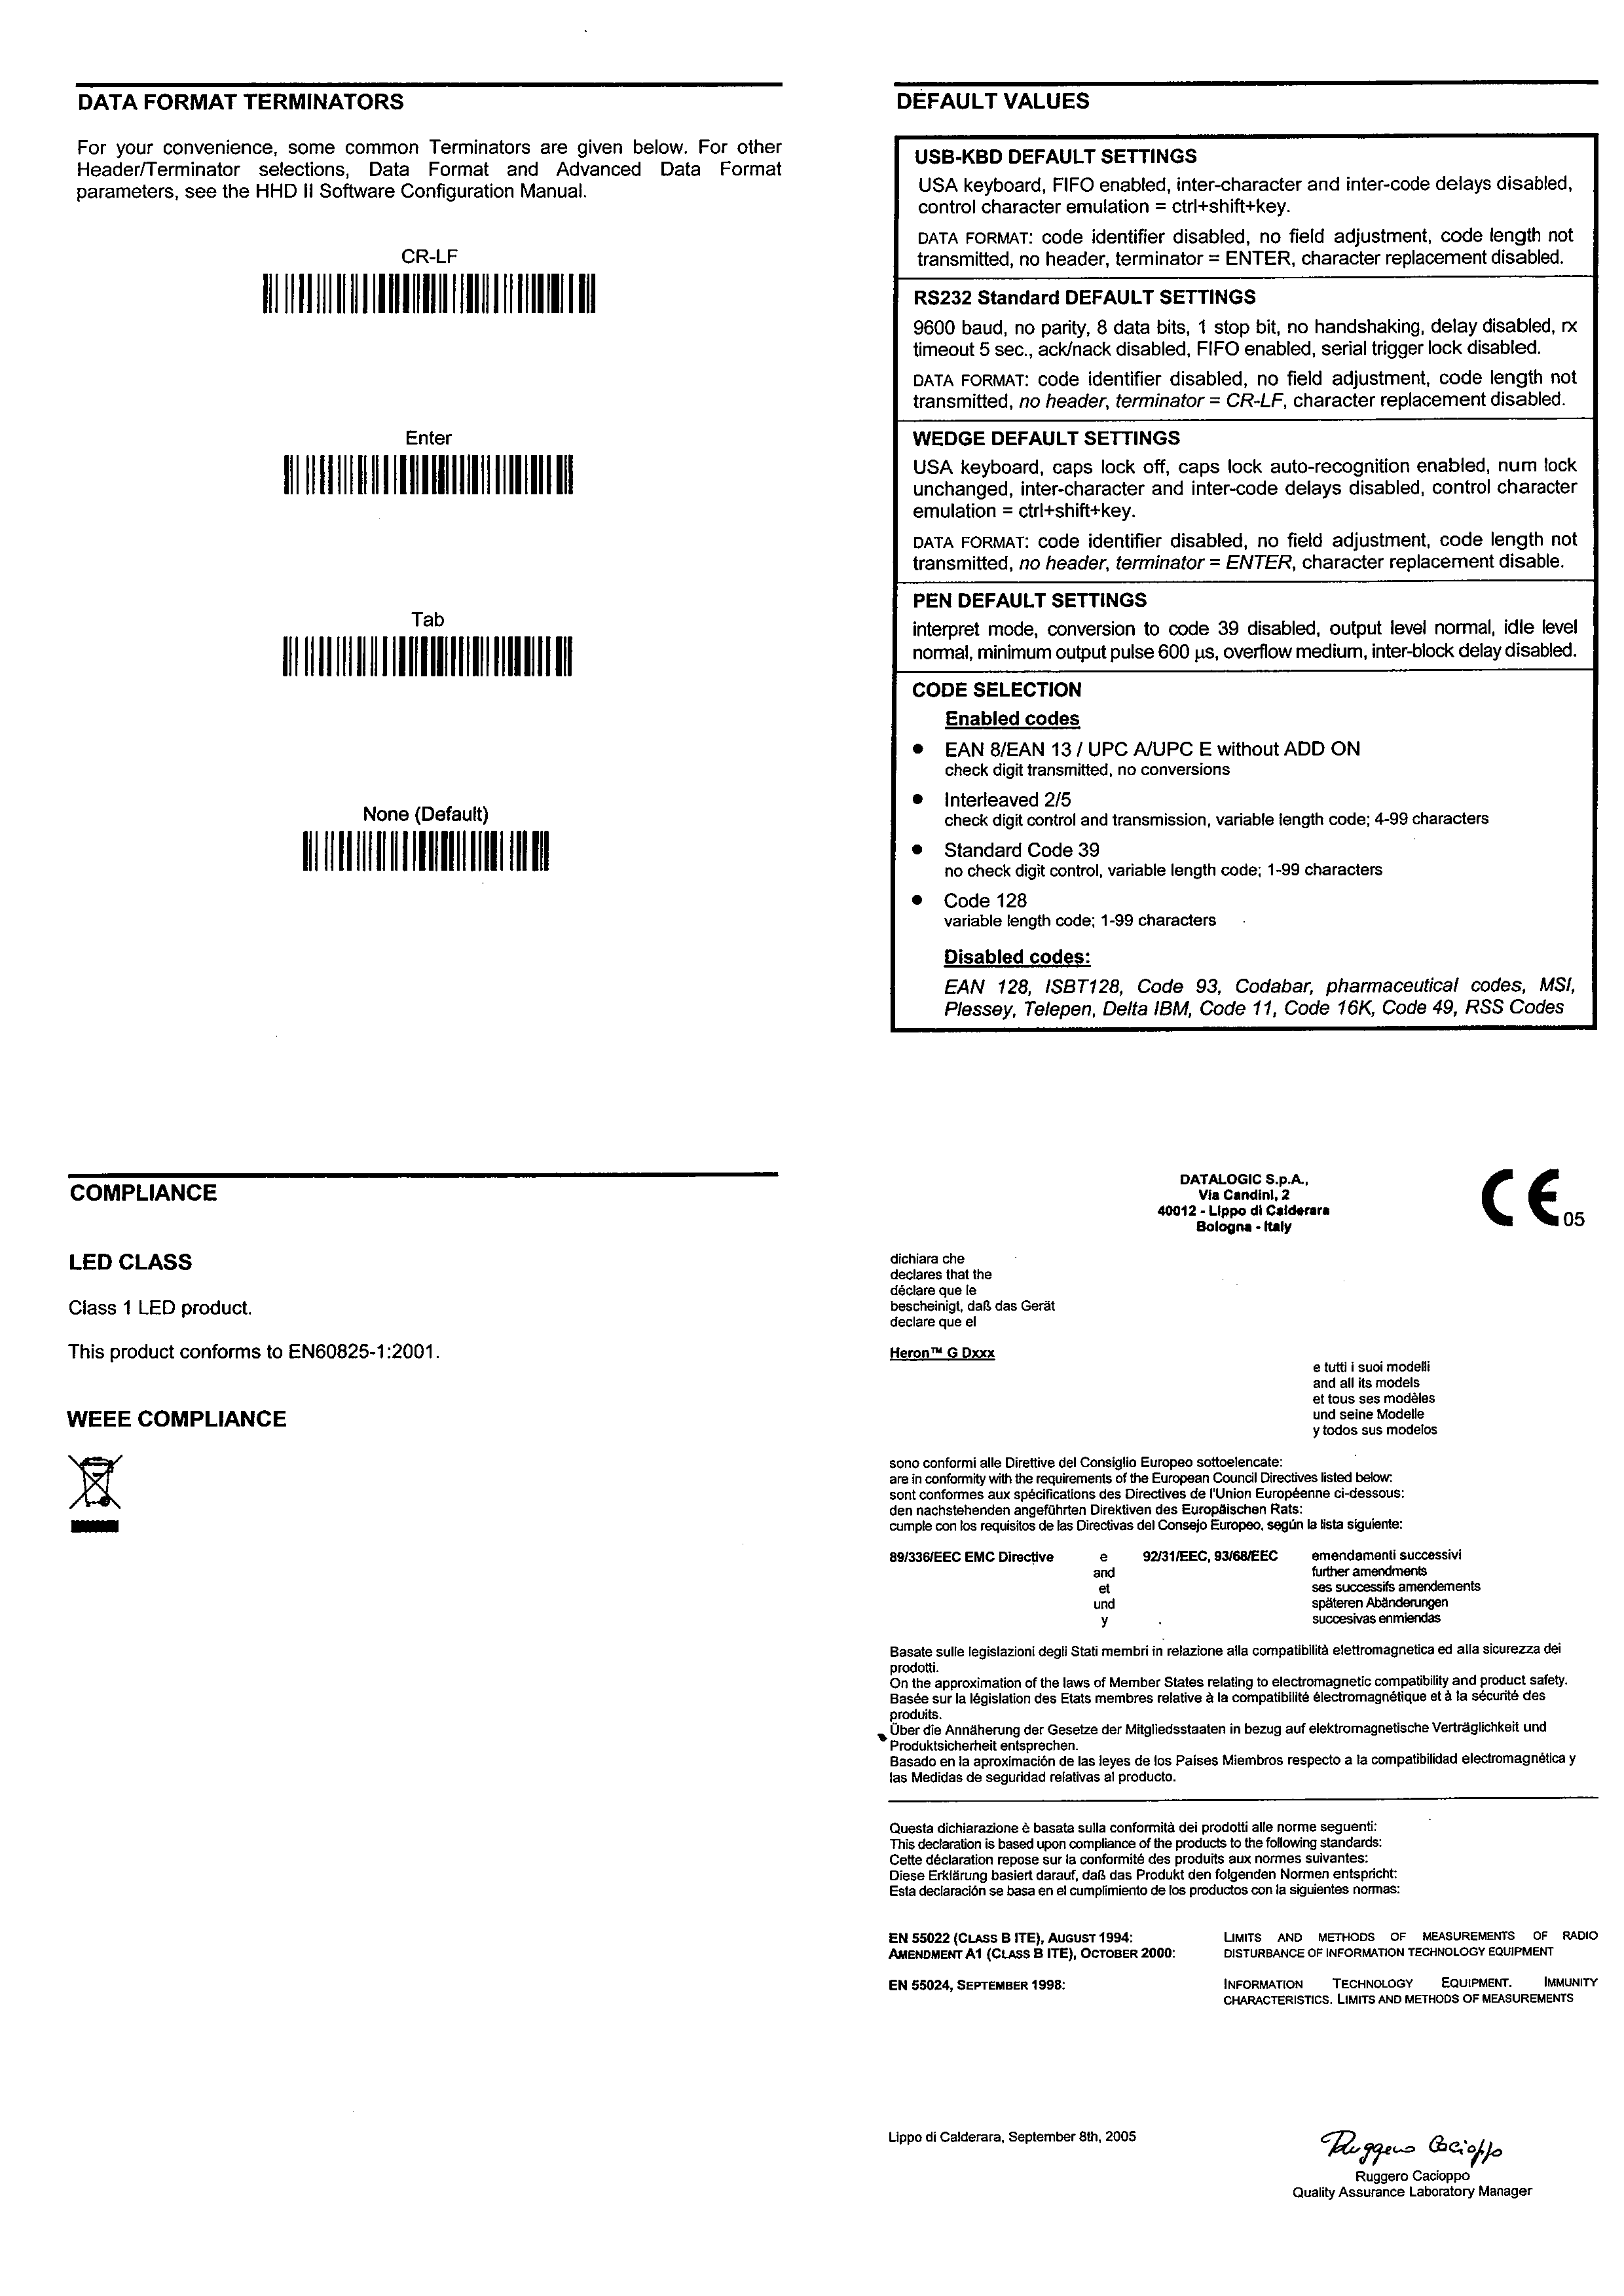 DATA FORMAT TERMINATORS
For your convenience, some common Terminators are given below. For other
Header/Terminator selections, Data Format and Advanced Data Format
parameters, see the HHD II Software Configuration Manual.
CR-LF
Enter
Tab
None (Default)
DEFAULT VALUES
USB-KBD DEFAULT SETTINGS
USA keyboard, FIFO enabled, inter-character and inter-code delays disabled,
control character emulation = ctrl+shift+key.
DATA FORMAT: code identifier disabled, no field adjustment, code length not
transmitted, no header, terminator = ENTER, character replacement disabled.
RS232 Standard DEFAULT SETTINGS
9600 baud, no parity, 8 data bits, 1 stop bit, no handshaking, delay disabled, rx
timeout 5 sec., ack/nack disabled, FIFO enabled, serial trigger lock disabled.
DATA FORMAT: code identifier disabled, no field adjustment, code length not
transmitted, no header, terminator = CR-LF, character replacement disabled.
WEDGE DEFAULT SETTINGS
USA keyboard, caps lock off, caps lock auto-recognition enabled, num lock
unchanged, inter-character and inter-code delays disabled, control character
emulation = ctrl+shift+key.
DATA FORMAT: code identifier disabled, no field adjustment, code length not
transmitted, no header, terminator = ENTER, character replacement disable.
PEN DEFAULT SETTINGS
interpret mode, conversion to code 39 disabled, output level normal, idle level
normal, minimum output pulse 600 µs, overflow medium, inter-block delay disabled.
CODE SELECTION
Enabled codes
• EAN 8/EAN 13 / UPC A/UPC E without ADD ON
check digit transmitted, no conversions
• Interleaved 2/5
check digit control and transmission, variable length code; 4-99 characters
• Standard Code 39
no check digit control, variable length code; 1-99 characters
• Code 128
variable length code; 1-99 characters
Disabled codes:
EAN 128, ISBT128, Code 93, Codabar, pharmaceutical codes, MSI,
Plessey, Telepen, Delta IBM, Code 11, Code 16K, Code 49, RSS Codes
COMPLIANCE
LED CLASS
Class 1 LED product.
This product conforms to EN60825-1:2001.
WEEE COMPLIANCE
DATALOGIC S.p.A.,
Via Candini, 2
40012 - Lippo di Calderara
Bologna - Italy
CE 05
dichiara che
declares that the
déclare que le
bescheinigt, daß das Gerät
declare que el
Heron™ G Dxxx
e tutti i suoi modelli
and all its models
et tous ses modèles
und seine Modelle
y todos sus modelos
sono conformi alle Direttive del Consiglio Europeo sottoelencate:
are in conformity with the requirements of the European Council Directives listed below:
sont conformes aux spécifications des Directives de l'Union Européenne ci-dessous:
den nachstehenden angeführten Direktiven des Europäischen Rats:
cumple con los requisitos de las Directivas del Consejo Europeo, según la lista siguiente:
89/336/EEC EMC Directive e 92/31/EEC, 93/68/EEC emendamenti successivi
and further amendments
et ses successifs amendements
und späteren Abänderungen
y succesivas enmiendas
Basate sulle legislazioni degli Stati membri in relazione alla compatibilità elettromagnetica ed alla sicurezza dei
prodotti.
On the approximation of the laws of Member States relating to electromagnetic compatibility and product safety.
Basée sur la législation des Etats membres relative à la compatibilité électromagnétique et à la sécurité des
produits.
Über die Annäherung der Gesetze der Mitgliedsstaaten in bezug auf elektromagnetische Verträglichkeit und
Produktsicherheit entsprechen.
Basado en la aproximación de las leyes de los Países Miembros respecto a la compatibilidad electromagnética y
las Medidas de seguridad relativas al producto.
Questa dichiarazione è basata sulla conformità dei prodotti alle norme seguenti:
This declaration is based upon compliance of the products to the following standards:
Cette déclaration repose sur la conformité des produits aux normes suivantes:
Diese Erklärung basiert darauf, daß das Produkt den folgenden Normen entspricht:
Esta declaración se basa en el cumplimiento de los productos con la siguientes normas:
EN 55022 (CLASS B ITE), AUGUST 1994: LIMITS AND METHODS OF MEASUREMENTS OF RADIO
AMENDMENT A1 (CLASS B ITE), OCTOBER 2000: DISTURBANCE OF INFORMATION TECHNOLOGY EQUIPMENT
EN 55024, SEPTEMBER 1998: INFORMATION TECHNOLOGY EQUIPMENT. IMMUNITY
CHARACTERISTICS. LIMITS AND METHODS OF MEASUREMENTS
Lippo di Calderara, September 8th, 2005
Ruggero Cacioppo
Ruggero Cacioppo
Quality Assurance Laboratory Manager